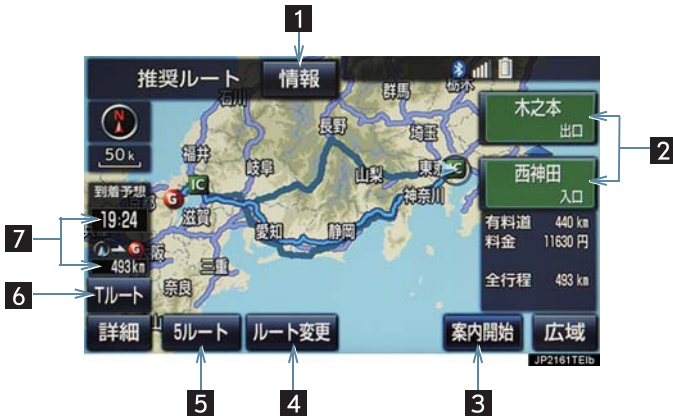 1
推奨ルート 情報
石川 群馬 栃木
N
50k
長野 埼玉
木之本
出口
2
福井 岐阜 山梨 東京 IC
神奈川
西神田
入口
到着予想
19:24
G IC
滋賀 愛知 静岡
7
G
493km
三重
奈良
有料道 440 km
料金 11630 円
全行程 493 km
6
Tルート
詳細 5ルート ルート変更 案内開始 広域
JP2161TEIb
5 4 3